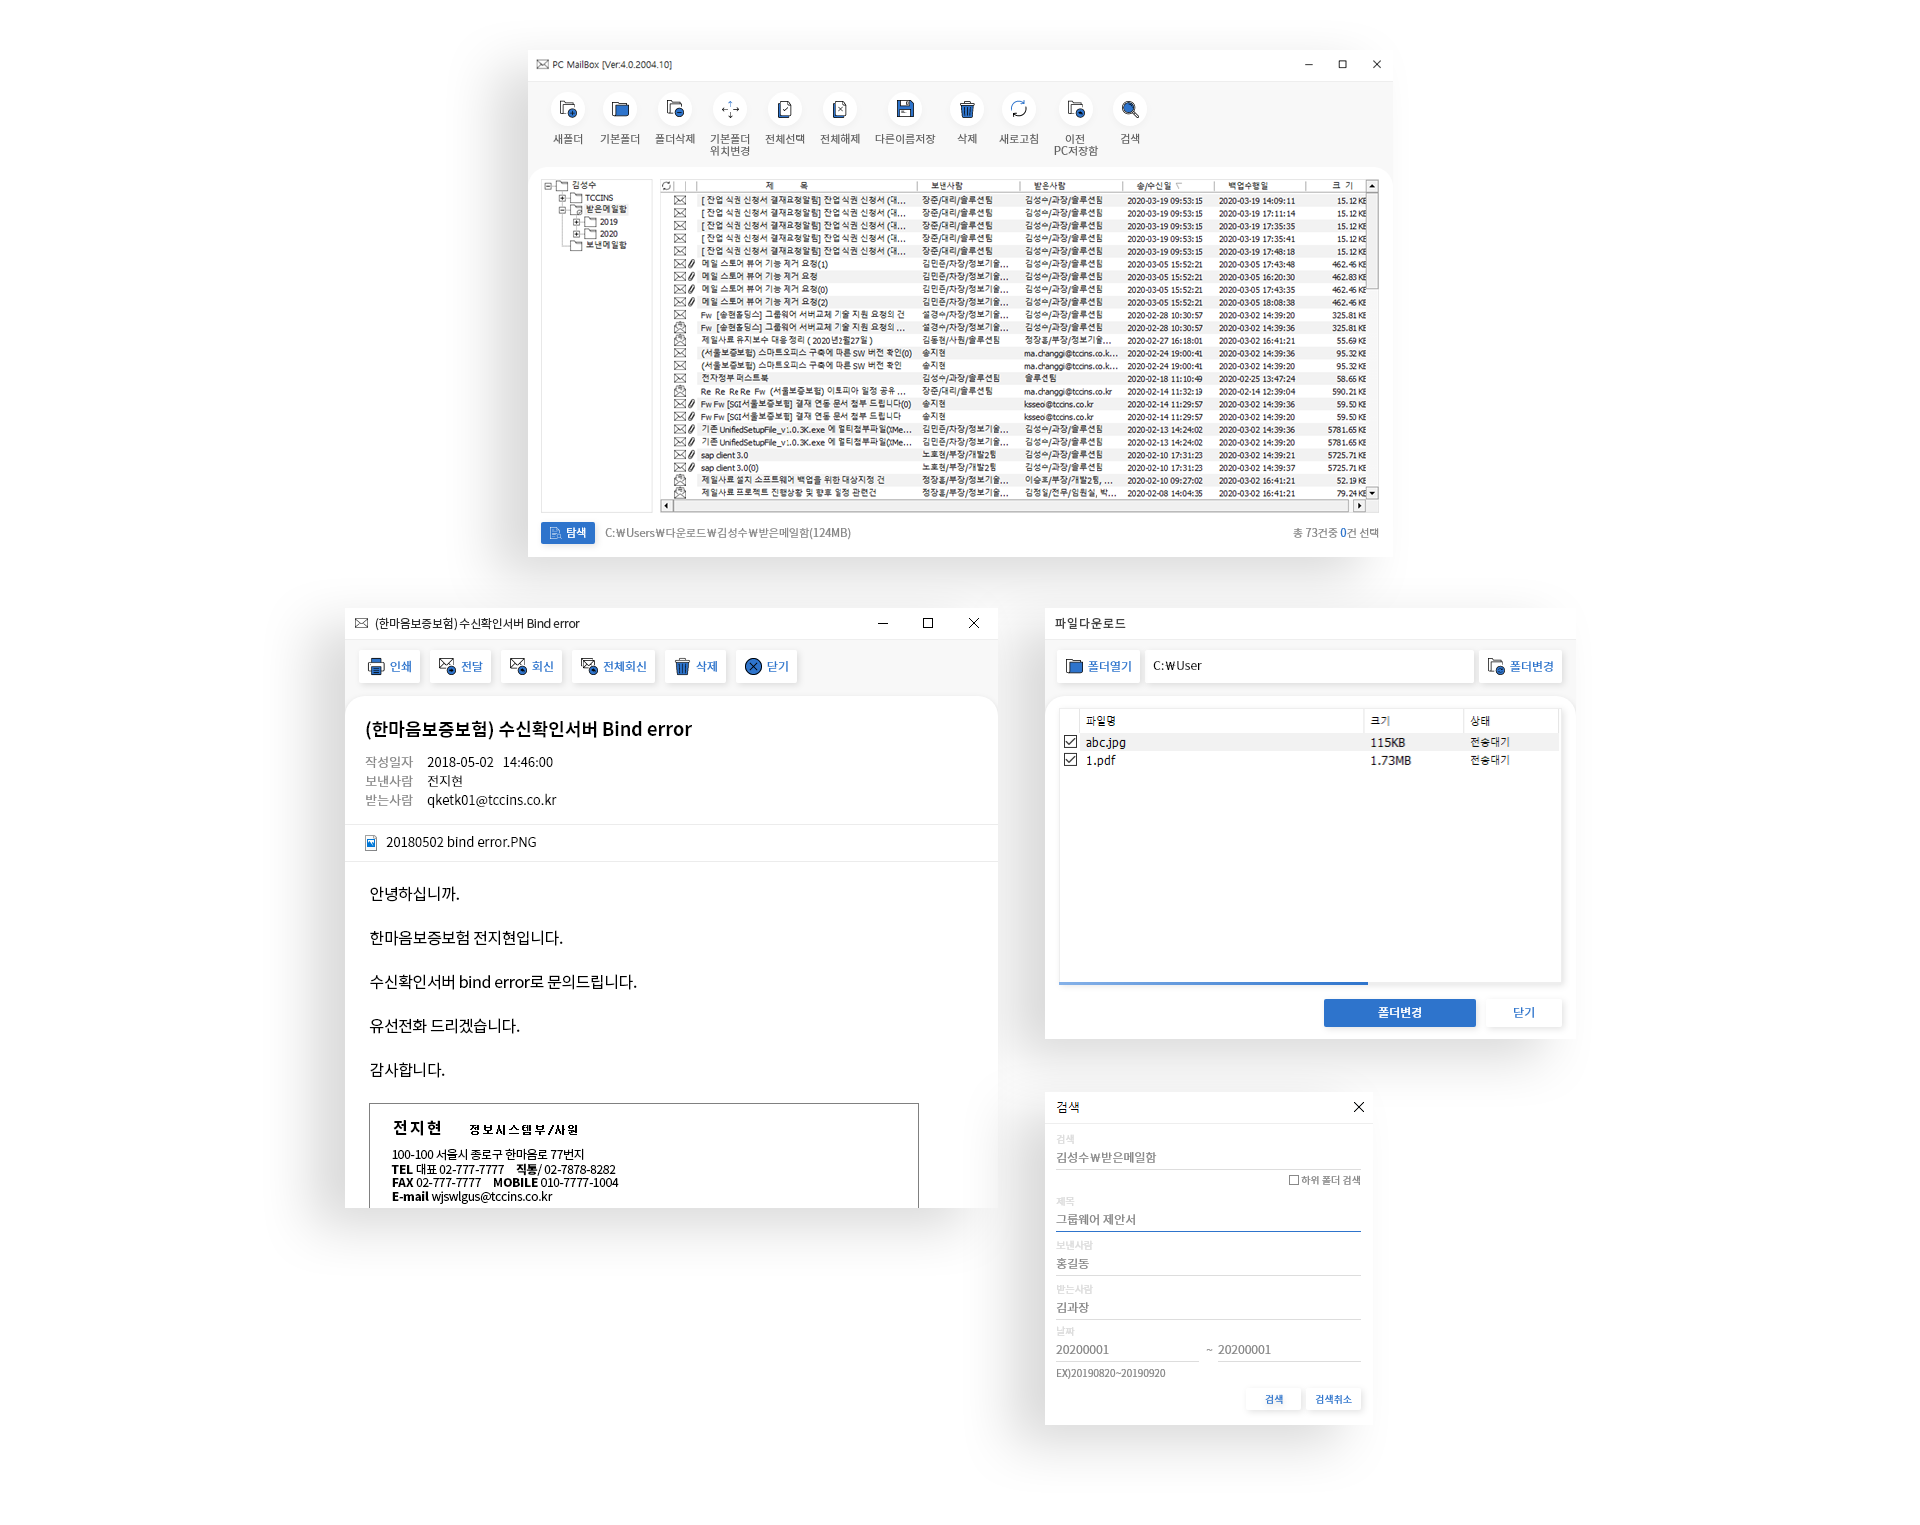 PC MailBox [Ver:4.0.2004.10]
새폴더 기본폴더 폴더삭제 기본폴더 위치변경 전체선택 전체해제 다른이름저장 삭제 새로고침 이전 PC저장함 검색
김성수
TCCINS
받은메일함
2019
2020
보낸메일함
제 목 보낸사람 받은사람 송/수신일 백업수행일 크 기
[ 잔업 식권 신청서 결재요청알림] 잔업 식권 신청서 (대... 장준/대리/솔루션팀 김성수/과장/솔루션팀 2020-03-19 09:53:15 2020-03-19 14:09:11 15.12 KB
[ 잔업 식권 신청서 결재요청알림] 잔업 식권 신청서 (대... 장준/대리/솔루션팀 김성수/과장/솔루션팀 2020-03-19 09:53:15 2020-03-19 17:11:14 15.12 KB
[ 잔업 식권 신청서 결재요청알림] 잔업 식권 신청서 (대... 장준/대리/솔루션팀 김성수/과장/솔루션팀 2020-03-19 09:53:15 2020-03-19 17:35:35 15.12 KB
[ 잔업 식권 신청서 결재요청알림] 잔업 식권 신청서 (대... 장준/대리/솔루션팀 김성수/과장/솔루션팀 2020-03-19 09:53:15 2020-03-19 17:35:41 15.12 KB
[ 잔업 식권 신청서 결재요청알림] 잔업 식권 신청서 (대... 장준/대리/솔루션팀 김성수/과장/솔루션팀 2020-03-19 09:53:15 2020-03-19 17:48:18 15.12 KB
메일 스토어 뷰어 기능 제거 요청(1) 김민준/차장/정보기술... 김성수/과장/솔루션팀 2020-03-05 15:52:21 2020-03-05 17:43:48 462.46 KB
메일 스토어 뷰어 기능 제거 요청 김민준/차장/정보기술... 김성수/과장/솔루션팀 2020-03-05 15:52:21 2020-03-05 16:20:30 462.83 KB
메일 스토어 뷰어 기능 제거 요청(0) 김민준/차장/정보기술... 김성수/과장/솔루션팀 2020-03-05 15:52:21 2020-03-05 17:43:35 462.46 KB
메일 스토어 뷰어 기능 제거 요청(2) 김민준/차장/정보기술... 김성수/과장/솔루션팀 2020-03-05 15:52:21 2020-03-05 18:08:38 462.46 KB
Fw [송현홀딩스] 그룹웨어 서버교체 기술 지원 요청의 건 설경수/차장/정보기술... 김성수/과장/솔루션팀 2020-02-28 10:30:57 2020-03-02 14:39:20 325.81 KB
Fw [송현홀딩스] 그룹웨어 서버교체 기술 지원 요청의 ... 설경수/차장/정보기술... 김성수/과장/솔루션팀 2020-02-28 10:30:57 2020-03-02 14:39:36 325.81 KB
제일사료 유지보수 대응 정리 ( 2020년2월27일 ) 김동현/사원/솔루션팀 정장흠/부장/정보기술... 2020-02-27 16:18:01 2020-03-02 16:41:21 55.69 KB
(서울보증보험) 스마트오피스 구축에 따른 SW 버전 확인(0) 송지현 ma.changgi@tccins.co.k... 2020-02-24 19:00:41 2020-03-02 14:39:36 95.32 KB
(서울보증보험) 스마트오피스 구축에 따른 SW 버전 확인 송지현 ma.changgi@tccins.co.k... 2020-02-24 19:00:41 2020-03-02 14:39:20 95.32 KB
전자정부 퍼스트북 김성수/과장/솔루션팀 솔루션팀 2020-02-18 11:10:49 2020-02-25 13:47:24 58.66 KB
Re Re Re Re Fw (서울보증보험) 이토피아 일정 공유 ... 장준/대리/솔루션팀 ma.changgi@tccins.co.kr 2020-02-14 11:32:19 2020-02-14 12:39:04 590.21 KB
Fw Fw [SGI서울보증보험] 결재 연동 문서 첨부 드립니다(0) 송지현 ksseo@tccins.co.kr 2020-02-14 11:29:57 2020-03-02 14:39:36 59.50 KB
Fw Fw [SGI서울보증보험] 결재 연동 문서 첨부 드립니다 송지현 ksseo@tccins.co.kr 2020-02-14 11:29:57 2020-03-02 14:39:20 59.50 KB
기존 UnifiedSetupFile_v1.0.3K.exe 에 멀티첨부파일(XMe... 김민준/차장/정보기술... 김성수/과장/솔루션팀 2020-02-13 14:24:02 2020-03-02 14:39:36 5781.65 KB
기존 UnifiedSetupFile_v1.0.3K.exe 에 멀티첨부파일(XMe... 김민준/차장/정보기술... 김성수/과장/솔루션팀 2020-02-13 14:24:02 2020-03-02 14:39:20 5781.65 KB
sap client 3.0 노호현/부장/개발2팀 김성수/과장/솔루션팀 2020-02-10 17:31:23 2020-03-02 14:39:21 5725.71 KB
sap client 3.0(0) 노호현/부장/개발2팀 김성수/과장/솔루션팀 2020-02-10 17:31:23 2020-03-02 14:39:37 5725.71 KB
제일사료 설치 소프트웨어 백업을 위한 대상지정 건 정장흠/부장/정보기술... 이승호/부장/개발2팀, ... 2020-02-10 09:27:02 2020-03-02 16:41:21 52.19 KB
제일사료 프로젝트 진행상황 및 향후 일정 관련건 정장흠/부장/정보기술... 김정일/전무/임원실, 박... 2020-02-08 14:04:35 2020-03-02 16:41:21 79.24 KB
탐색 C:₩Users₩다운로드₩김성수₩받은메일함(124MB) 총 73건중 0건 선택
(한마음보증보험) 수신확인서버 Bind error
인쇄 전달 회신 전체회신 삭제 닫기
(한마음보증보험) 수신확인서버 Bind error
작성일자 2018-05-02 14:46:00
보낸사람 전지현
받는사람 qketk01@tccins.co.kr
20180502 bind error.PNG
안녕하십니까.
한마음보증보험 전지현입니다.
수신확인서버 bind error로 문의드립니다.
유선전화 드리겠습니다.
감사합니다.
전지현 정보시스템부/사원
100-100 서울시 종로구 한마음로 77번지
TEL 대표 02-777-7777 직통/ 02-7878-8282
FAX 02-777-7777 MOBILE 010-7777-1004
E-mail wjswlgus@tccins.co.kr
파일다운로드
폴더열기 C:₩User 폴더변경
파일명 크기 상태
abc.jpg 115KB 전송대기
1.pdf 1.73MB 전송대기
폴더변경 닫기
검색
검색
김성수₩받은메일함
하위 폴더 검색
제목
그룹웨어 제안서
보낸사람
홍길동
받는사람
김과장
날짜
20200001 ~ 20200001
EX)20190820~20190920
검색 검색취소